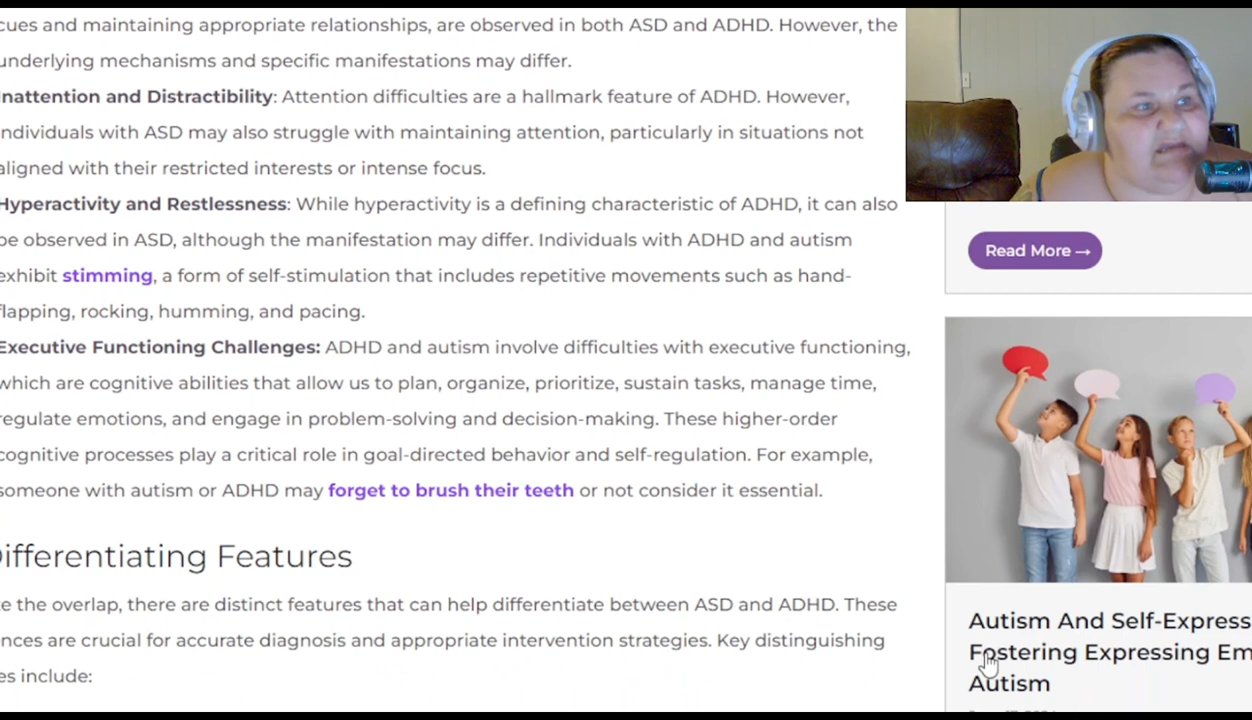 cues and maintaining appropriate relationships, are observed in both ASD and ADHD. However, the
underlying mechanisms and specific manifestations may differ.
Inattention and Distractibility: Attention difficulties are a hallmark feature of ADHD. However,
individuals with ASD may also struggle with maintaining attention, particularly in situations not
aligned with their restricted interests or intense focus.
Hyperactivity and Restlessness: While hyperactivity is a defining characteristic of ADHD, it can also
be observed in ASD, although the manifestation may differ. Individuals with ADHD and autism
exhibit stimming, a form of self-stimulation that includes repetitive movements such as hand-
flapping, rocking, humming, and pacing.
Executive Functioning Challenges: ADHD and autism involve difficulties with executive functioning,
which are cognitive abilities that allow us to plan, organize, prioritize, sustain tasks, manage time,
regulate emotions, and engage in problem-solving and decision-making. These higher-order
cognitive processes play a critical role in goal-directed behavior and self-regulation. For example,
someone with autism or ADHD may forget to brush their teeth or not consider it essential.
Differentiating Features
te the overlap, there are distinct features that can help differentiate between ASD and ADHD. These
ences are crucial for accurate diagnosis and appropriate intervention strategies. Key distinguishing
es include:
Read More →
Autism And Self-Express
Fostering Expressing Em
Autism